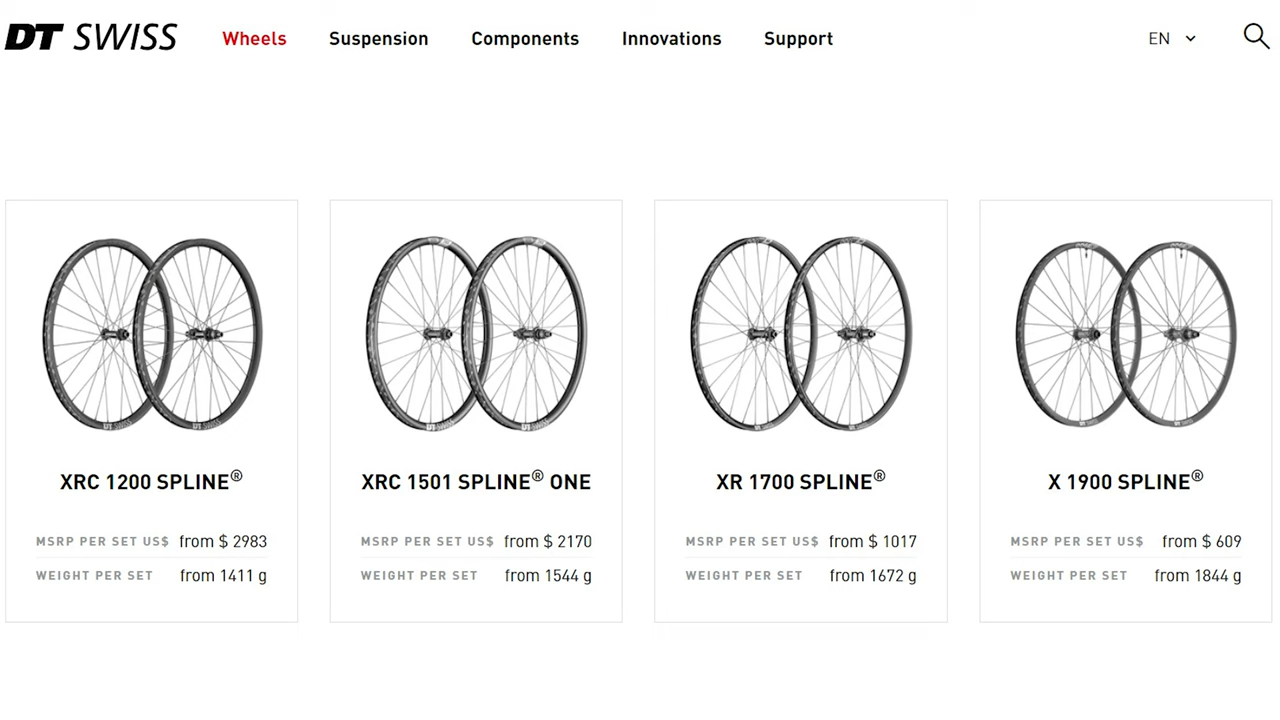 DT SWISS Wheels Suspension Components Innovations Support EN
XRC 1200 SPLINE®
MSRP PER SET US$ from $ 2983
WEIGHT PER SET from 1411 g
XRC 1501 SPLINE® ONE
MSRP PER SET US$ from $ 2170
WEIGHT PER SET from 1544 g
XR 1700 SPLINE®
MSRP PER SET US$ from $ 1017
WEIGHT PER SET from 1672 g
X 1900 SPLINE®
MSRP PER SET US$ from $ 609
WEIGHT PER SET from 1844 g